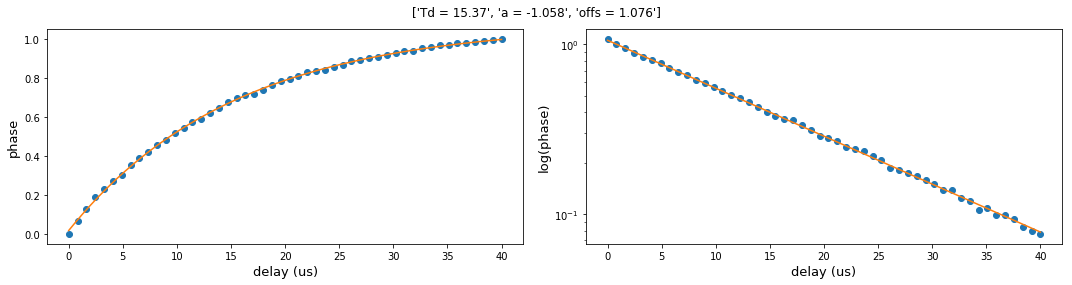 ['Td = 15.37', 'a = -1.058', 'offs = 1.076']
1.0
0.8
0.6
0.4
0.2
0.0
phase
0 5 10 15 20 25 30 35 40
delay (us)
10⁰
10⁻¹
log(phase)
0 5 10 15 20 25 30 35 40
delay (us)